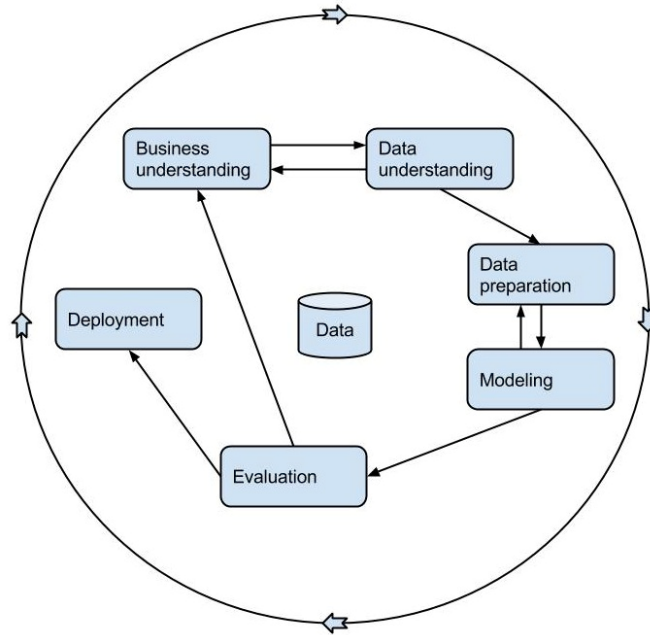 Business
understanding
Data
understanding
Data
preparation
Deployment
Data
Modeling
Evaluation